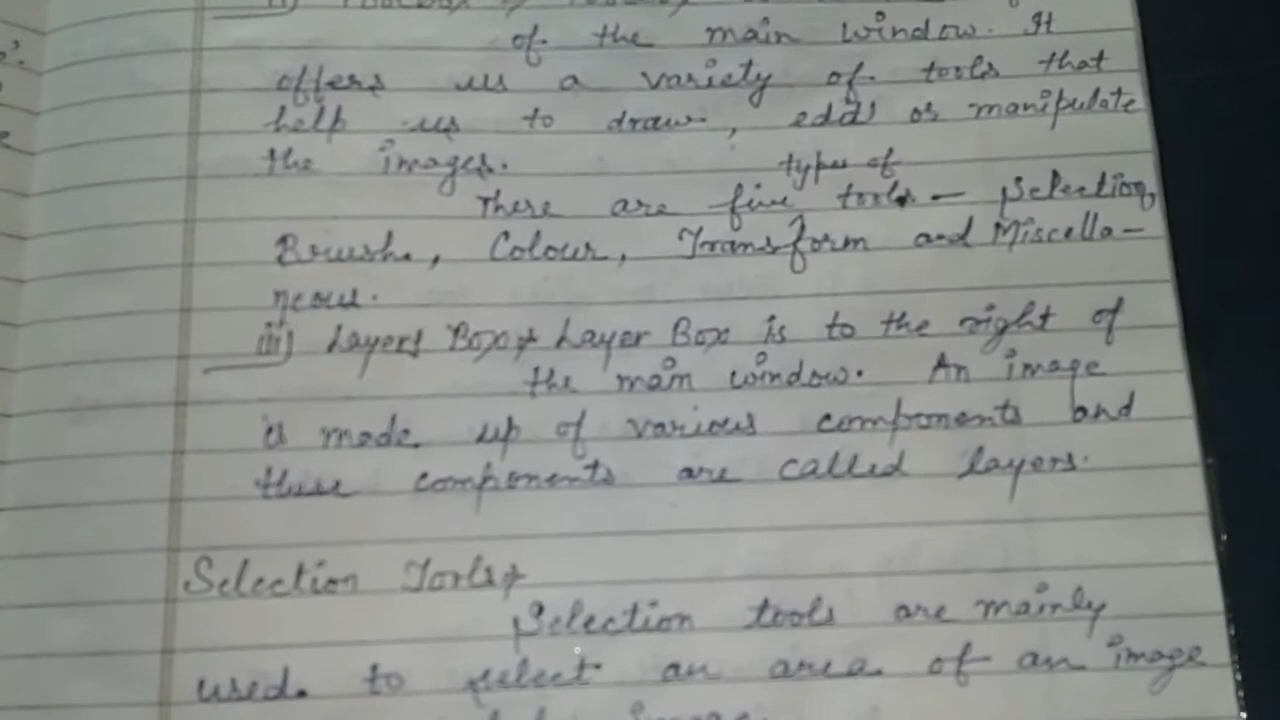 of the main window. It
offers us a variety of tools that
help us to draw, edit or manipulate
the images.
types of
There are five tools - Selection,
Brush, Colour, Transform and Miscella-
neous.
iii) Layers Box → Layer Box is to the right of
the main window. An image
is made up of various components and
these components are called layers.
Selection Tools →
Selection tools are mainly
used to select an area of an image
image.